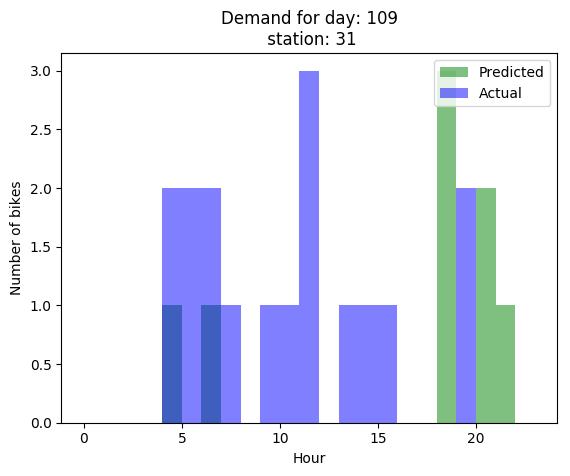 Demand for day: 109
station: 31
Predicted
Actual
Number of bikes
3.0
2.5
2.0
1.5
1.0
0.5
0.0
0
5
10
15
20
Hour